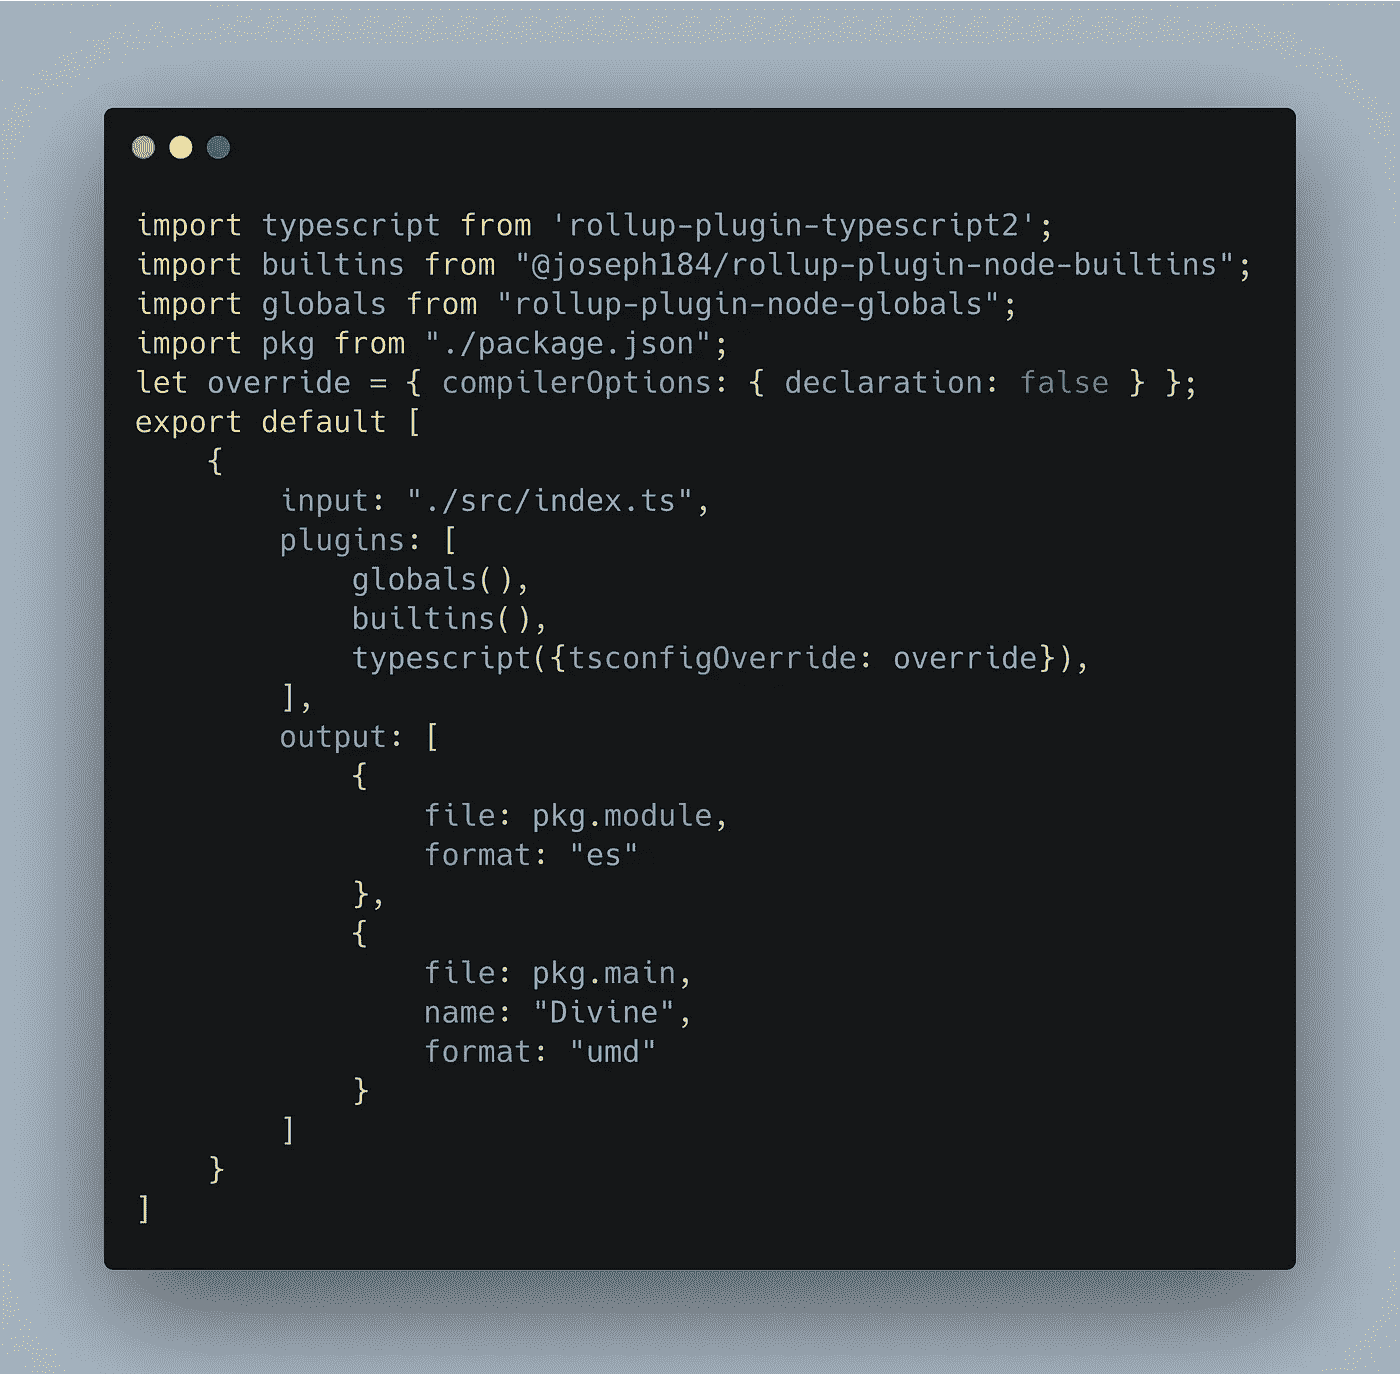 import typescript from 'rollup-plugin-typescript2';
import builtins from "@joseph184/rollup-plugin-node-builtins";
import globals from "rollup-plugin-node-globals";
import pkg from "./package.json";
let override = { compilerOptions: { declaration: false } };
export default [
    {
        input: "./src/index.ts",
        plugins: [
            globals(),
            builtins(),
            typescript({tsconfigOverride: override}),
        ],
        output: [
            {
                file: pkg.module,
                format: "es"
            },
            {
                file: pkg.main,
                name: "Divine",
                format: "umd"
            }
        ]
    }
]